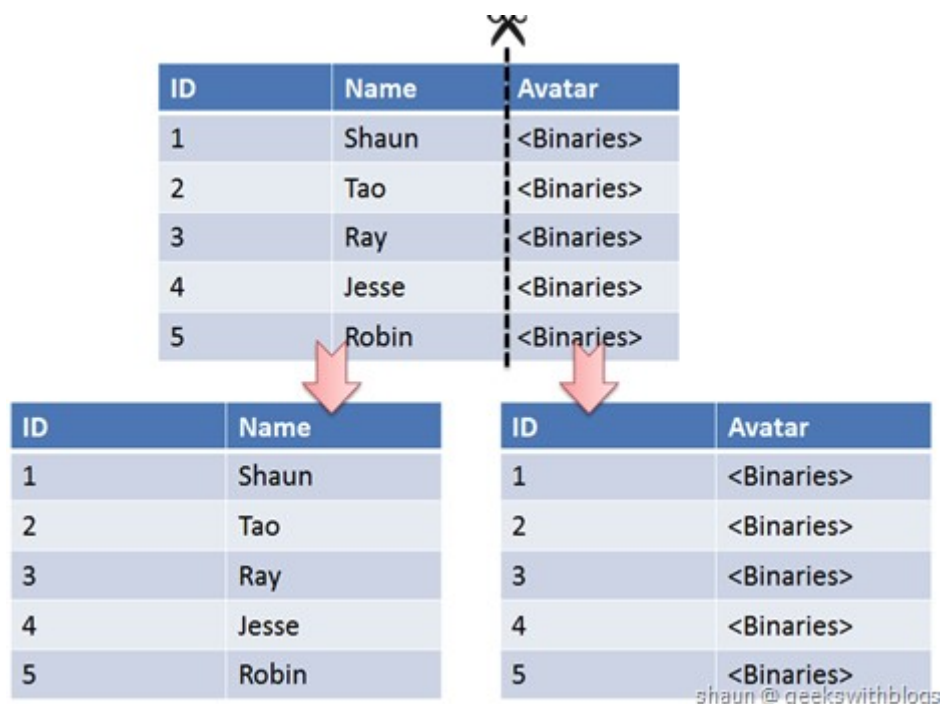 ID Name Avatar
1 Shaun <Binaries>
2 Tao <Binaries>
3 Ray <Binaries>
4 Jesse <Binaries>
5 Robin <Binaries>
ID Name
1 Shaun
2 Tao
3 Ray
4 Jesse
5 Robin
ID Avatar
1 <Binaries>
2 <Binaries>
3 <Binaries>
4 <Binaries>
5 <Binaries>
shaun @ geekswithblogs